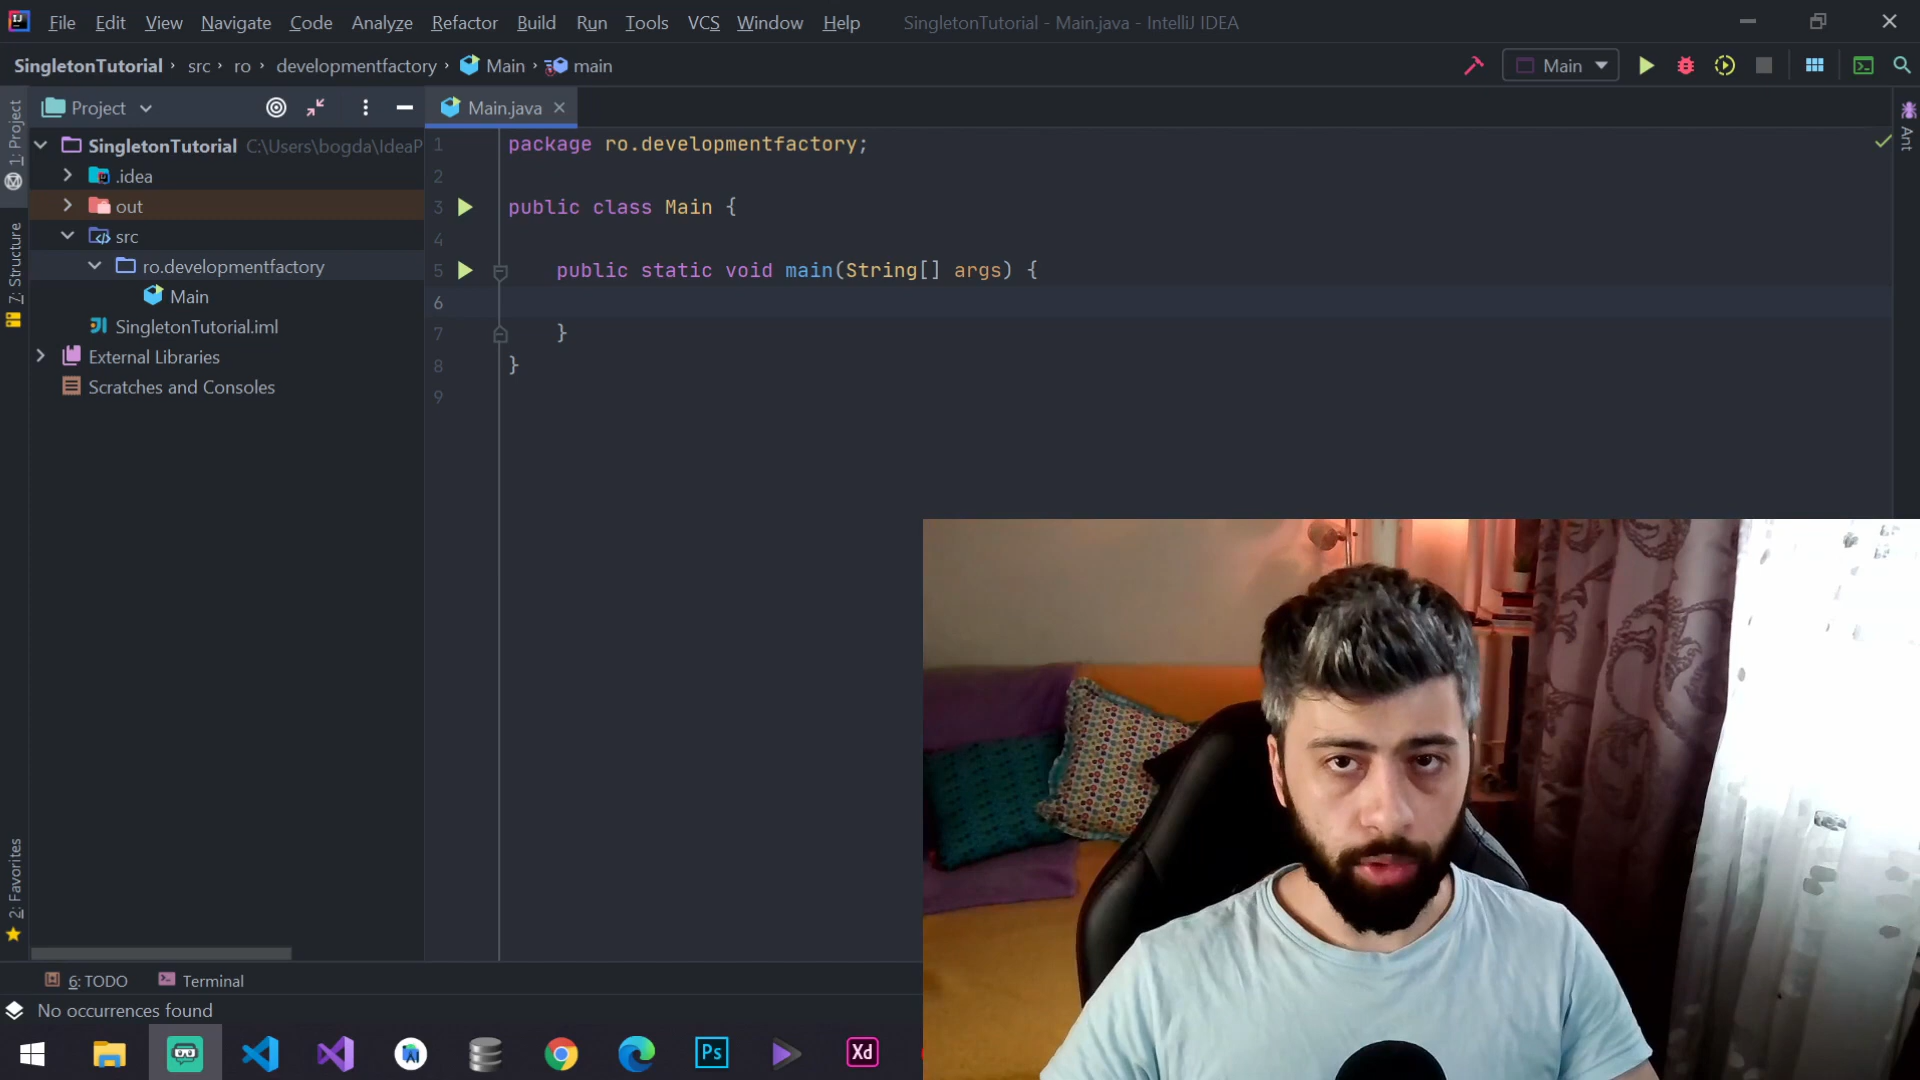 File Edit View Navigate Code Analyze Refactor Build Run Tools VCS Window Help SingletonTutorial - Main.java - IntelliJ IDEA
SingletonTutorial › src › ro › developmentfactory › Main › main Main
Project Main.java
1: Project
7: Structure
2: Favorites
Ant
SingletonTutorial C:\Users\bogda\IdeaP
.idea
out
src
ro.developmentfactory
Main
SingletonTutorial.iml
External Libraries
Scratches and Consoles
1 package ro.developmentfactory;
2
3 public class Main {
4
5 public static void main(String[] args) {
6
7 }
8 }
9
6: TODO Terminal
No occurrences found
Ps Xd